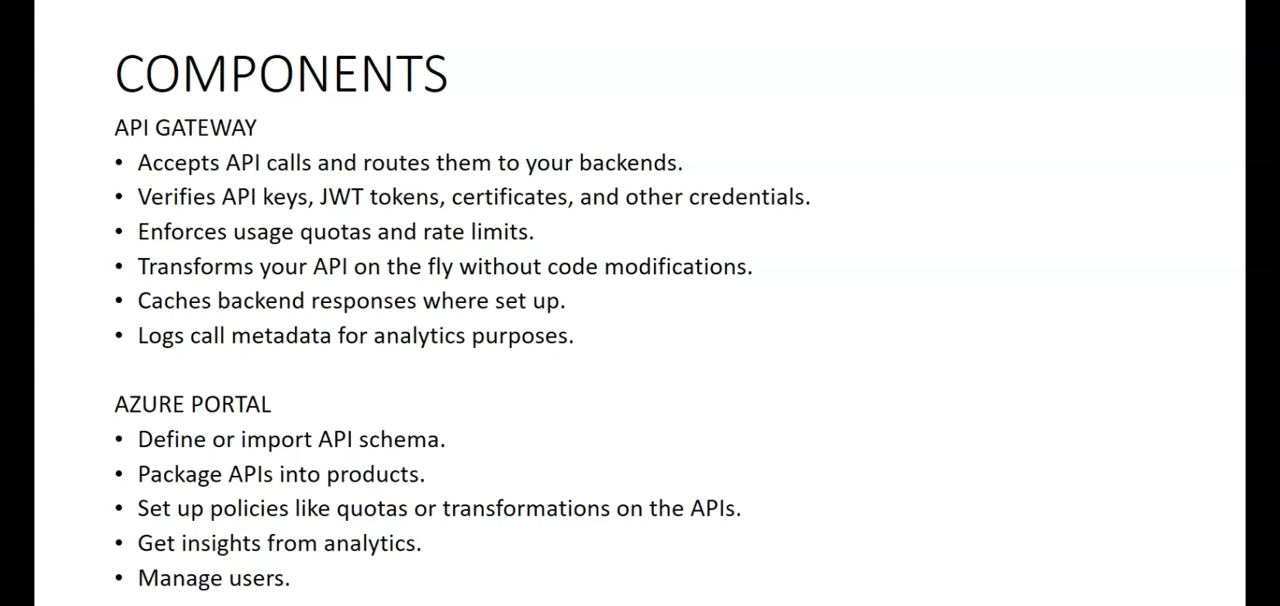 COMPONENTS
API GATEWAY
• Accepts API calls and routes them to your backends.
• Verifies API keys, JWT tokens, certificates, and other credentials.
• Enforces usage quotas and rate limits.
• Transforms your API on the fly without code modifications.
• Caches backend responses where set up.
• Logs call metadata for analytics purposes.
AZURE PORTAL
• Define or import API schema.
• Package APIs into products.
• Set up policies like quotas or transformations on the APIs.
• Get insights from analytics.
• Manage users.